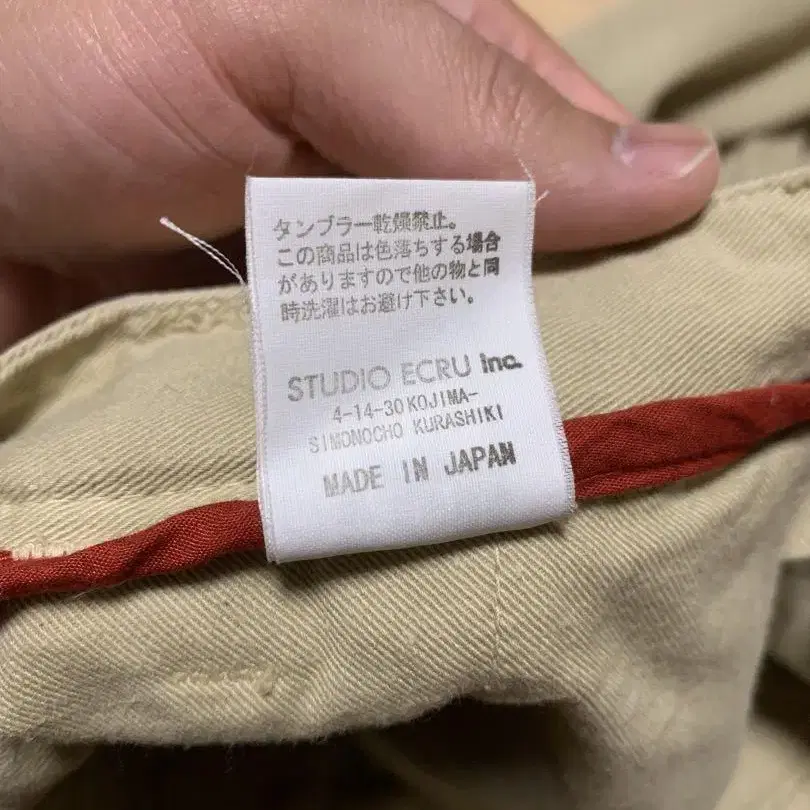 タンブラー乾燥禁止。
この商品は色落ちする場合
がありますので他の物と同
時洗濯はお避け下さい。
STUDIO ECRU inc.
4-14-30 KOJIMA-
SIMONOCHO KURASHIKI
MADE IN JAPAN